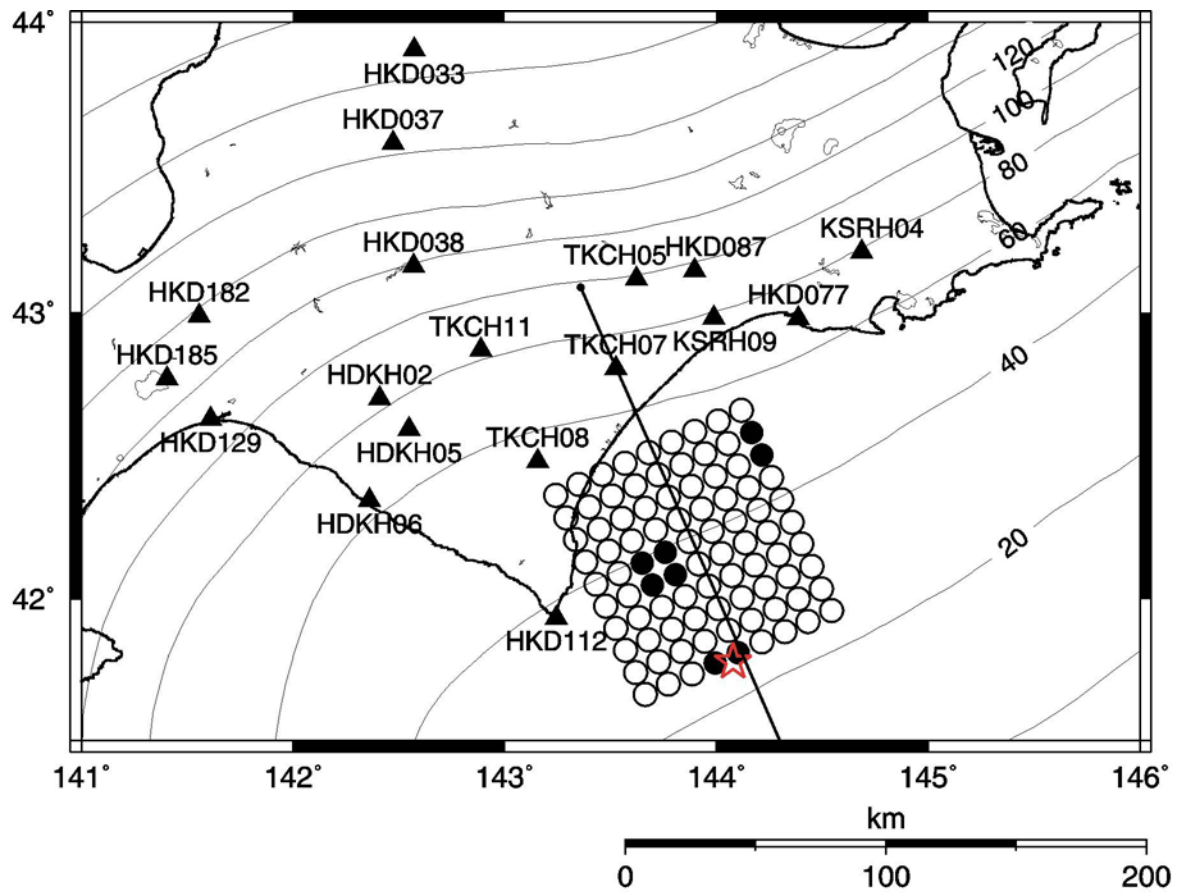 44°
HKD033
120
HKD037
100
80
KSRH04
60
HKD038
TKCH05
HKD087
HKD182
43°
HKD077
TKCH11
TKCH07
KSRH09
HKD185
40
HDKH02
HKD129
HDKH05
TKCH08
HDKH06
20
42°
HKD112
141°
142°
143°
144°
145°
146°
km
0
100
200